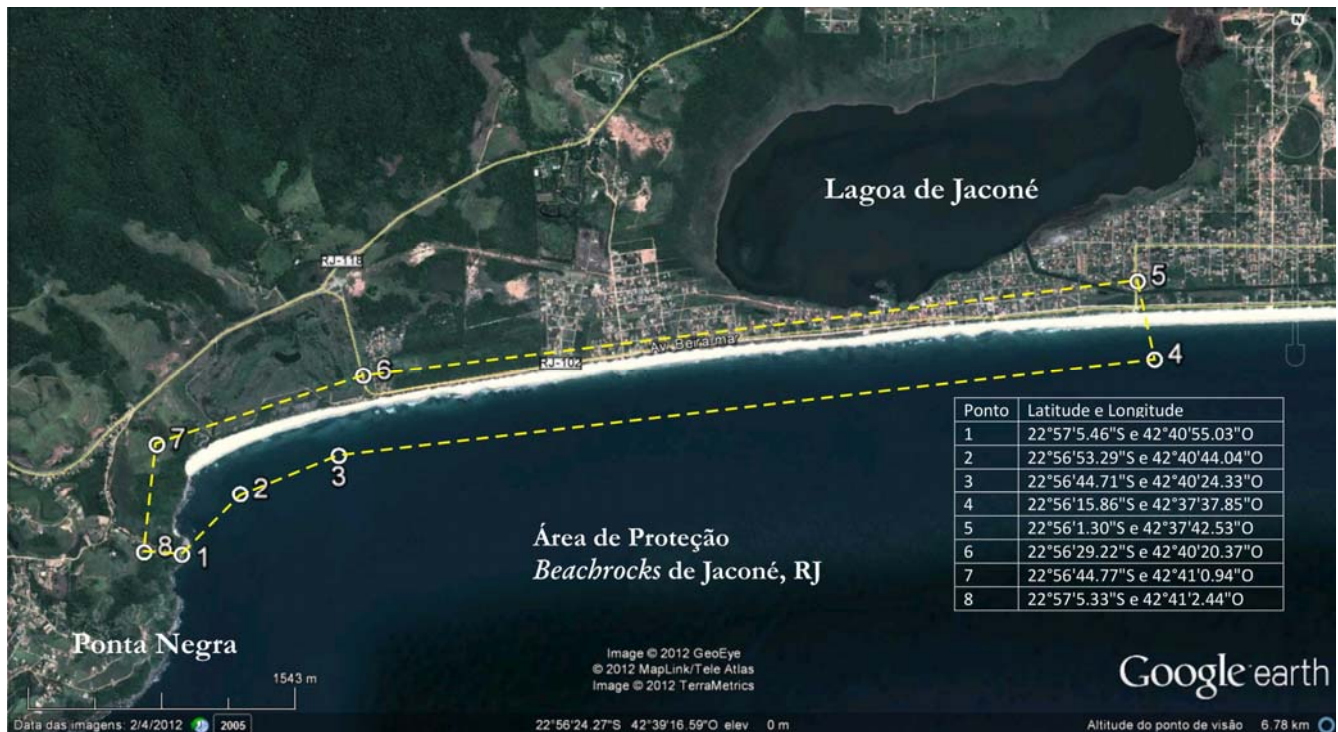 N
Lagoa de Jaconé
RJ-118
5
6
Av. Beira mar
RJ-102
4
7
3
2
8
1
Ponto Latitude e Longitude
1 22°57'5.46"S e 42°40'55.03"O
2 22°56'53.29"S e 42°40'44.04"O
3 22°56'44.71"S e 42°40'24.33"O
4 22°56'15.86"S e 42°37'37.85"O
5 22°56'1.30"S e 42°37'42.53"O
6 22°56'29.22"S e 42°40'20.37"O
7 22°56'44.77"S e 42°41'0.94"O
8 22°57'5.33"S e 42°41'2.44"O
Área de Proteção
Beachrocks de Jaconé, RJ
Ponta Negra
1543 m
Image © 2012 GeoEye
© 2012 MapLink/Tele Atlas
Image © 2012 TerraMetrics
Google earth
Data das imagens: 2/4/2012 2005 22°56'24.27"S 42°39'16.59"O elev 0 m Altitude do ponto de visão 6.78 km